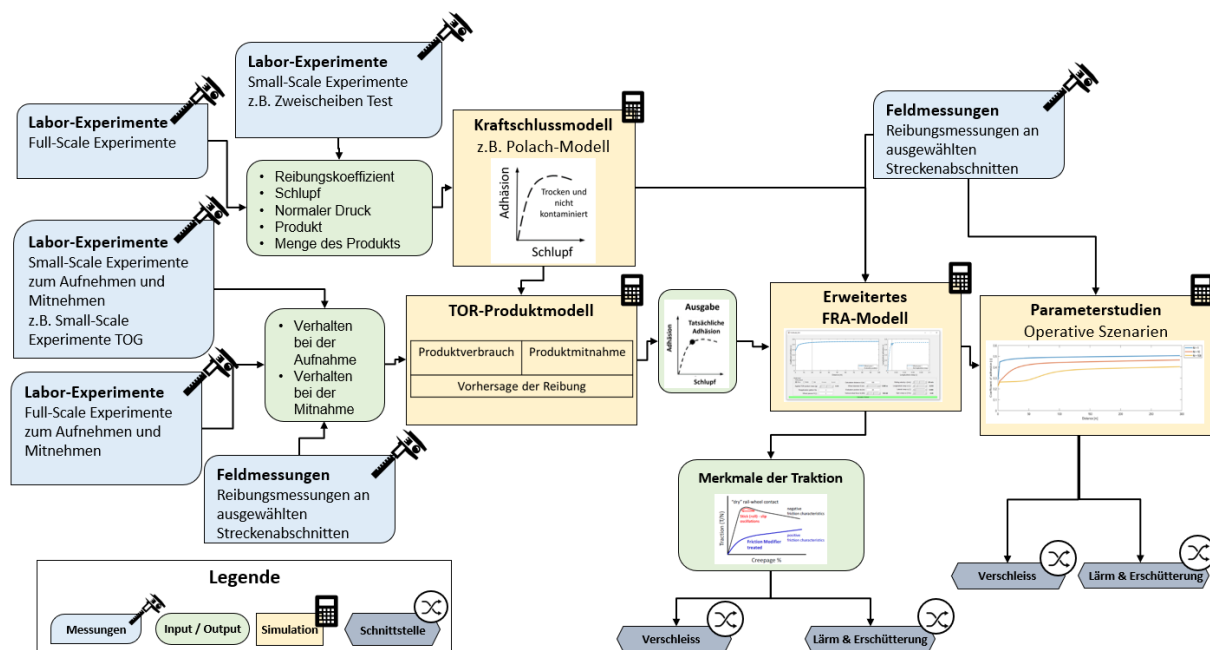 Labor-Experimente
Small-Scale Experimente
z.B. Zweischeiben Test
Labor-Experimente
Full-Scale Experimente
• Reibungskoeffizient
• Schlupf
• Normaler Druck
• Produkt
• Menge des Produkts
Kraftschlussmodell
z.B. Polach-Modell
Adhäsion
Trocken und
nicht
kontaminiert
Schlupf
Feldmessungen
Reibungsmessungen an
ausgewählten
Streckenabschnitten
Labor-Experimente
Small-Scale Experimente
zum Aufnehmen und
Mitnehmen
z.B. Small-Scale
Experimente TOG
• Verhalten
bei der
Aufnahme
• Verhalten
bei der
Mitnahme
TOR-Produktmodell
Produktverbrauch
Produktmitnahme
Vorhersage der Reibung
Ausgabe
Tatsächliche
Adhäsion
Adhäsion
Schlupf
Erweitertes
FRA-Modell
Parameterstudien
Operative Szenarien
Labor-Experimente
Full-Scale Experimente
zum Aufnehmen und
Mitnehmen
Feldmessungen
Reibungsmessungen an
ausgewählten
Streckenabschnitten
Merkmale der Traktion
"dry" rail-wheel contact
negative
friction characteristics
Traction (T/N)
Friction Modifier
treated
positive
friction characteristics
Creepage %
Verschleiss
Lärm & Erschütterung
Verschleiss
Lärm & Erschütterung
Legende
Messungen
Input / Output
Simulation
Schnittstelle